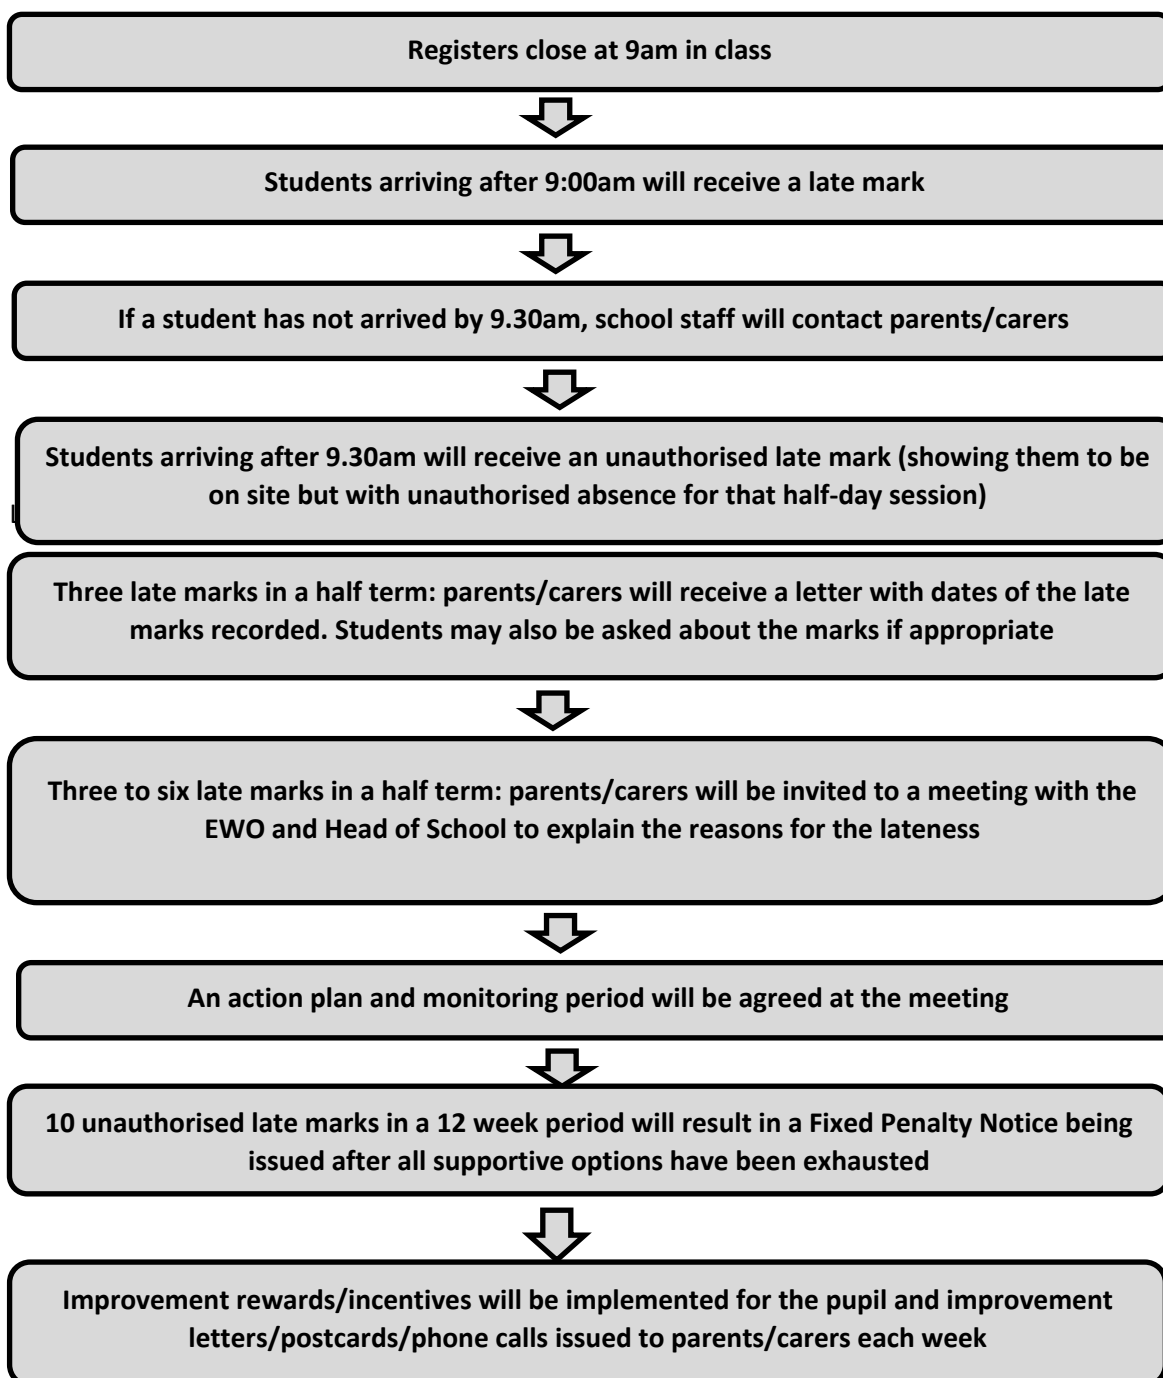 Registers close at 9am in class
Students arriving after 9:00am will receive a late mark
If a student has not arrived by 9.30am, school staff will contact parents/carers
Students arriving after 9.30am will receive an unauthorised late mark (showing them to be
on site but with unauthorised absence for that half-day session)
Three late marks in a half term: parents/carers will receive a letter with dates of the late
marks recorded. Students may also be asked about the marks if appropriate
Three to six late marks in a half term: parents/carers will be invited to a meeting with the
EWO and Head of School to explain the reasons for the lateness
An action plan and monitoring period will be agreed at the meeting
10 unauthorised late marks in a 12 week period will result in a Fixed Penalty Notice being
issued after all supportive options have been exhausted
Improvement rewards/incentives will be implemented for the pupil and improvement
letters/postcards/phone calls issued to parents/carers each week